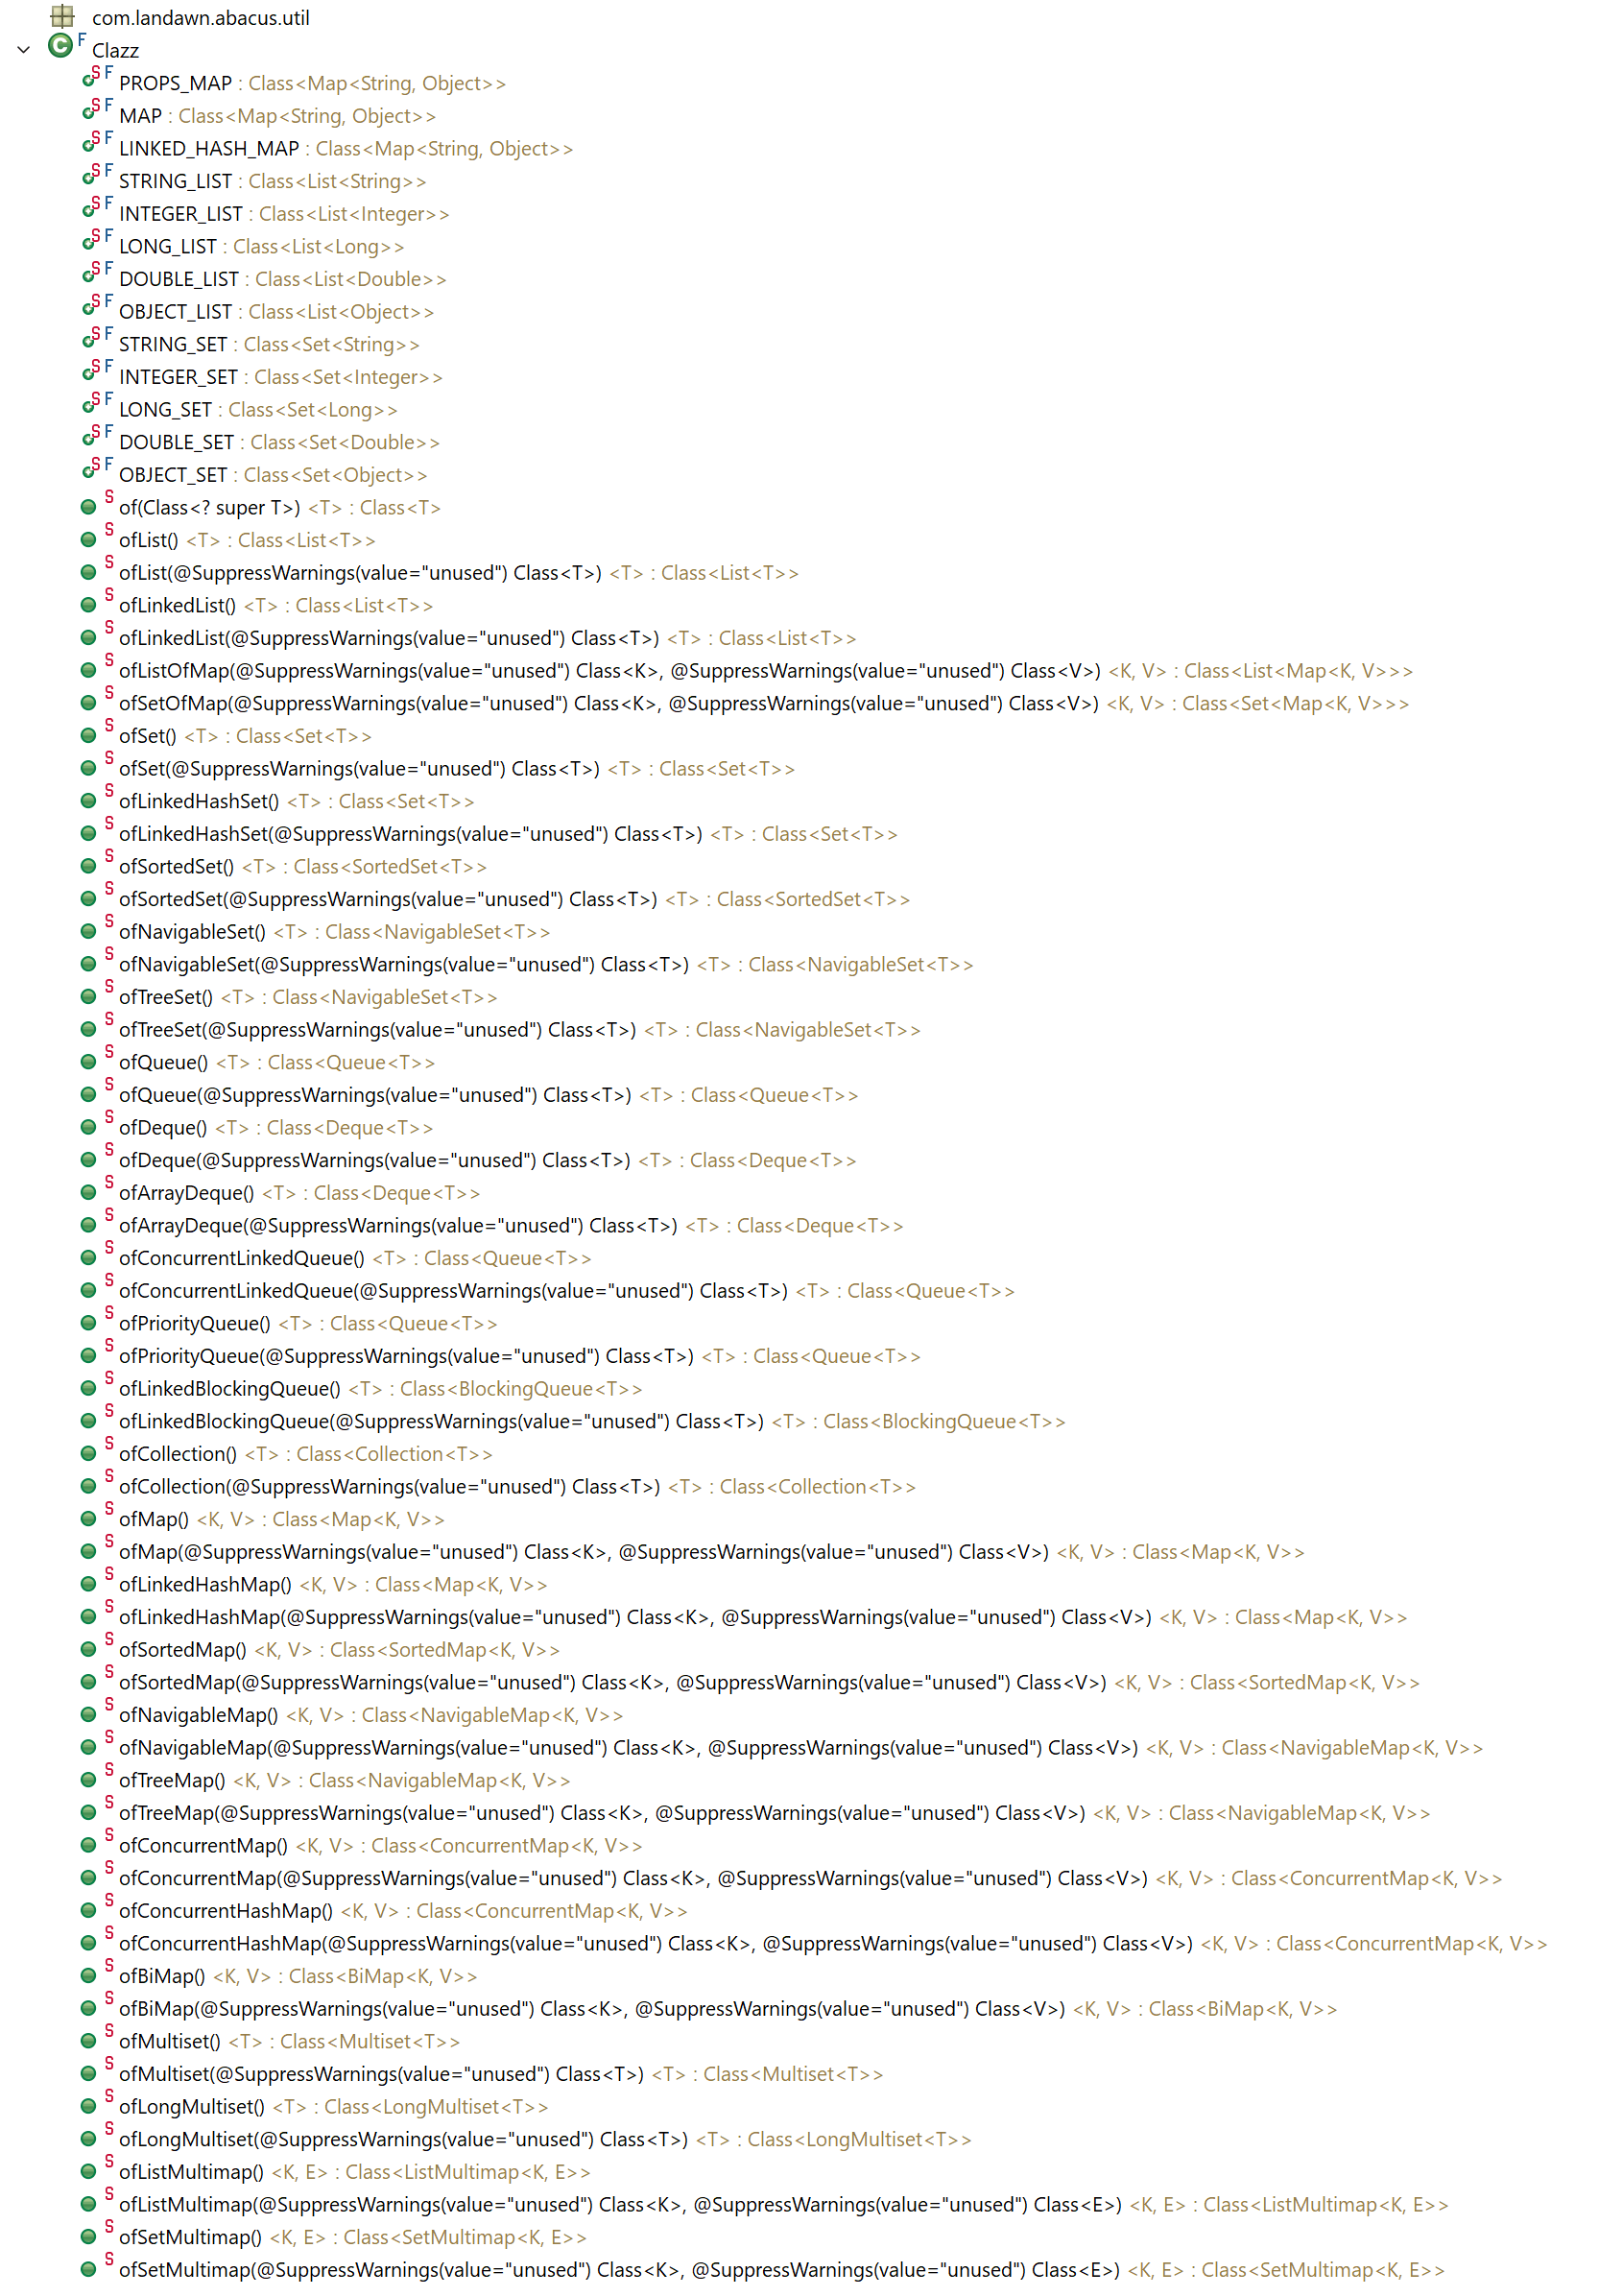 com.landawn.abacus.util
F Clazz
S F PROPS_MAP : Class<Map<String, Object>>
S F MAP : Class<Map<String, Object>>
S F LINKED_HASH_MAP : Class<Map<String, Object>>
S F STRING_LIST : Class<List<String>>
S F INTEGER_LIST : Class<List<Integer>>
S F LONG_LIST : Class<List<Long>>
S F DOUBLE_LIST : Class<List<Double>>
S F OBJECT_LIST : Class<List<Object>>
S F STRING_SET : Class<Set<String>>
S F INTEGER_SET : Class<Set<Integer>>
S F LONG_SET : Class<Set<Long>>
S F DOUBLE_SET : Class<Set<Double>>
S F OBJECT_SET : Class<Set<Object>>
S of(Class<? super T>) <T> : Class<T>
S ofList() <T> : Class<List<T>>
S ofList(@SuppressWarnings(value="unused") Class<T>) <T> : Class<List<T>>
S ofLinkedList() <T> : Class<List<T>>
S ofLinkedList(@SuppressWarnings(value="unused") Class<T>) <T> : Class<List<T>>
S ofListOfMap(@SuppressWarnings(value="unused") Class<K>, @SuppressWarnings(value="unused") Class<V>) <K, V> : Class<List<Map<K, V>>>
S ofSetOfMap(@SuppressWarnings(value="unused") Class<K>, @SuppressWarnings(value="unused") Class<V>) <K, V> : Class<Set<Map<K, V>>>
S ofSet() <T> : Class<Set<T>>
S ofSet(@SuppressWarnings(value="unused") Class<T>) <T> : Class<Set<T>>
S ofLinkedHashSet() <T> : Class<Set<T>>
S ofLinkedHashSet(@SuppressWarnings(value="unused") Class<T>) <T> : Class<Set<T>>
S ofSortedSet() <T> : Class<SortedSet<T>>
S ofSortedSet(@SuppressWarnings(value="unused") Class<T>) <T> : Class<SortedSet<T>>
S ofNavigableSet() <T> : Class<NavigableSet<T>>
S ofNavigableSet(@SuppressWarnings(value="unused") Class<T>) <T> : Class<NavigableSet<T>>
S ofTreeSet() <T> : Class<NavigableSet<T>>
S ofTreeSet(@SuppressWarnings(value="unused") Class<T>) <T> : Class<NavigableSet<T>>
S ofQueue() <T> : Class<Queue<T>>
S ofQueue(@SuppressWarnings(value="unused") Class<T>) <T> : Class<Queue<T>>
S ofDeque() <T> : Class<Deque<T>>
S ofDeque(@SuppressWarnings(value="unused") Class<T>) <T> : Class<Deque<T>>
S ofArrayDeque() <T> : Class<Deque<T>>
S ofArrayDeque(@SuppressWarnings(value="unused") Class<T>) <T> : Class<Deque<T>>
S ofConcurrentLinkedQueue() <T> : Class<Queue<T>>
S ofConcurrentLinkedQueue(@SuppressWarnings(value="unused") Class<T>) <T> : Class<Queue<T>>
S ofPriorityQueue() <T> : Class<Queue<T>>
S ofPriorityQueue(@SuppressWarnings(value="unused") Class<T>) <T> : Class<Queue<T>>
S ofLinkedBlockingQueue() <T> : Class<BlockingQueue<T>>
S ofLinkedBlockingQueue(@SuppressWarnings(value="unused") Class<T>) <T> : Class<BlockingQueue<T>>
S ofCollection() <T> : Class<Collection<T>>
S ofCollection(@SuppressWarnings(value="unused") Class<T>) <T> : Class<Collection<T>>
S ofMap() <K, V> : Class<Map<K, V>>
S ofMap(@SuppressWarnings(value="unused") Class<K>, @SuppressWarnings(value="unused") Class<V>) <K, V> : Class<Map<K, V>>
S ofLinkedHashMap() <K, V> : Class<Map<K, V>>
S ofLinkedHashMap(@SuppressWarnings(value="unused") Class<K>, @SuppressWarnings(value="unused") Class<V>) <K, V> : Class<Map<K, V>>
S ofSortedMap() <K, V> : Class<SortedMap<K, V>>
S ofSortedMap(@SuppressWarnings(value="unused") Class<K>, @SuppressWarnings(value="unused") Class<V>) <K, V> : Class<SortedMap<K, V>>
S ofNavigableMap() <K, V> : Class<NavigableMap<K, V>>
S ofNavigableMap(@SuppressWarnings(value="unused") Class<K>, @SuppressWarnings(value="unused") Class<V>) <K, V> : Class<NavigableMap<K, V>>
S ofTreeMap() <K, V> : Class<NavigableMap<K, V>>
S ofTreeMap(@SuppressWarnings(value="unused") Class<K>, @SuppressWarnings(value="unused") Class<V>) <K, V> : Class<NavigableMap<K, V>>
S ofConcurrentMap() <K, V> : Class<ConcurrentMap<K, V>>
S ofConcurrentMap(@SuppressWarnings(value="unused") Class<K>, @SuppressWarnings(value="unused") Class<V>) <K, V> : Class<ConcurrentMap<K, V>>
S ofConcurrentHashMap() <K, V> : Class<ConcurrentMap<K, V>>
S ofConcurrentHashMap(@SuppressWarnings(value="unused") Class<K>, @SuppressWarnings(value="unused") Class<V>) <K, V> : Class<ConcurrentMap<K, V>>
S ofBiMap() <K, V> : Class<BiMap<K, V>>
S ofBiMap(@SuppressWarnings(value="unused") Class<K>, @SuppressWarnings(value="unused") Class<V>) <K, V> : Class<BiMap<K, V>>
S ofMultiset() <T> : Class<Multiset<T>>
S ofMultiset(@SuppressWarnings(value="unused") Class<T>) <T> : Class<Multiset<T>>
S ofLongMultiset() <T> : Class<LongMultiset<T>>
S ofLongMultiset(@SuppressWarnings(value="unused") Class<T>) <T> : Class<LongMultiset<T>>
S ofListMultimap() <K, E> : Class<ListMultimap<K, E>>
S ofListMultimap(@SuppressWarnings(value="unused") Class<K>, @SuppressWarnings(value="unused") Class<E>) <K, E> : Class<ListMultimap<K, E>>
S ofSetMultimap() <K, E> : Class<SetMultimap<K, E>>
S ofSetMultimap(@SuppressWarnings(value="unused") Class<K>, @SuppressWarnings(value="unused") Class<E>) <K, E> : Class<SetMultimap<K, E>>